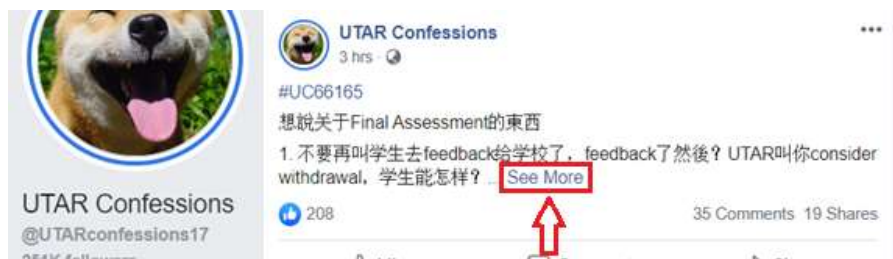 UTAR Confessions
3 hrs
#UC66165
想說关于Final Assessment的東西
1. 不要再叫学生去feedback给学校了，feedback了然後？UTAR叫你consider
withdrawal，学生能怎样？... See More
208
35 Comments 19 Shares
UTAR Confessions
@UTARconfessions17